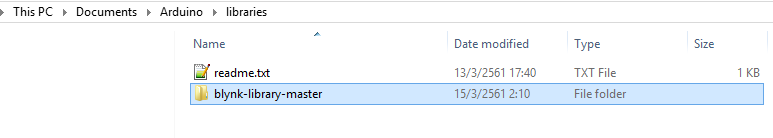 This PC Documents Arduino libraries
Name Date modified Type Size
readme.txt 13/3/2561 17:40 TXT File 1 KB
blynk-library-master 15/3/2561 2:10 File folder